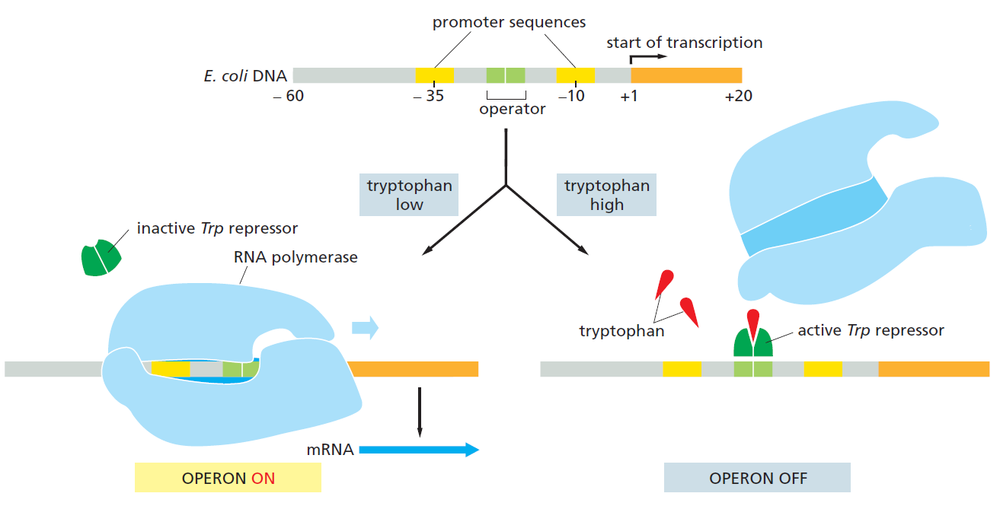 promoter sequences
start of transcription
E. coli DNA
– 60
– 35
–10
+1
+20
operator
tryptophan
low
tryptophan
high
inactive Trp repressor
RNA polymerase
tryptophan
active Trp repressor
mRNA
OPERON ON
OPERON OFF